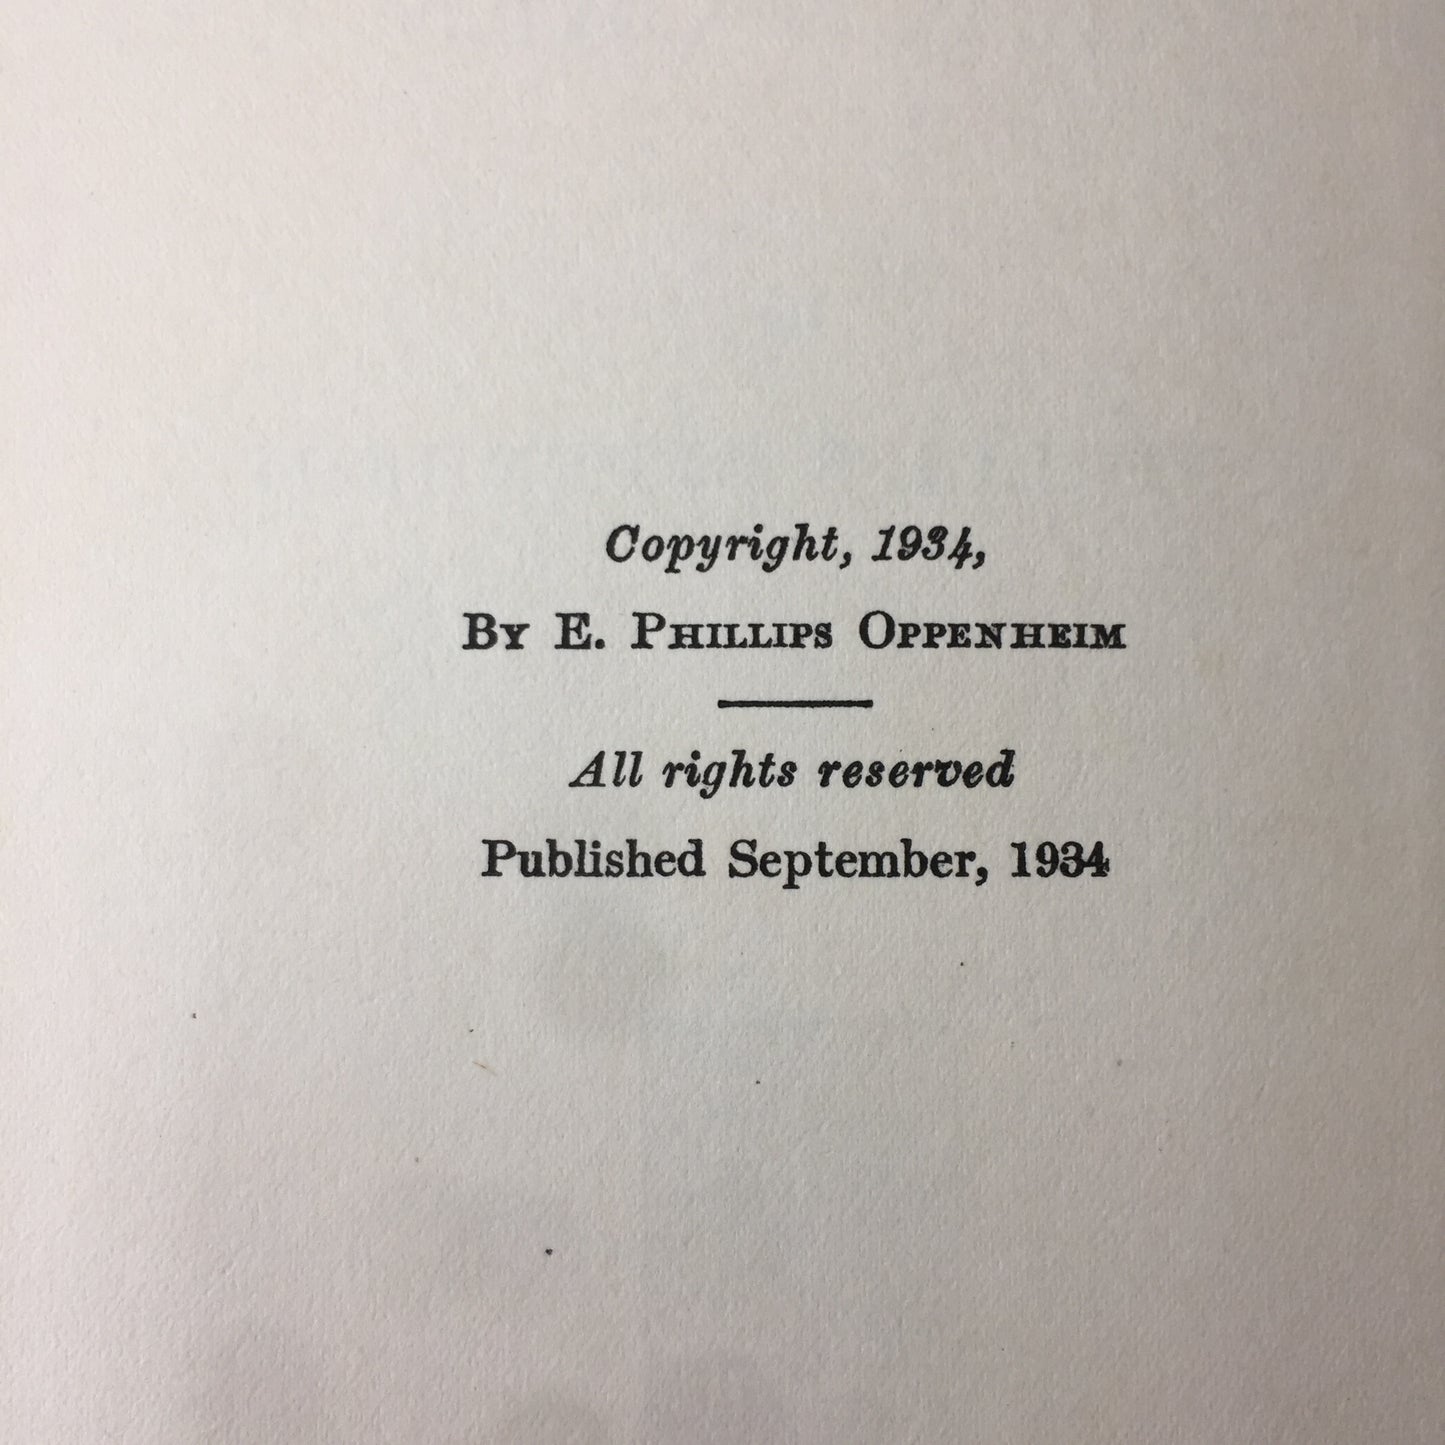 Copyright, 1934,
By E. Phillips Oppenheim
All rights reserved
Published September, 1934